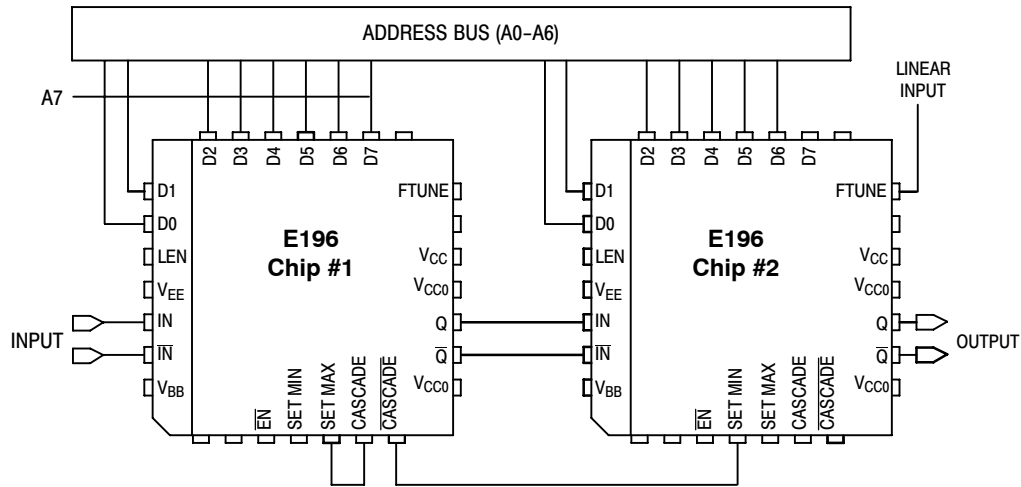 ADDRESS BUS (A0–A6)
A7
LINEAR
INPUT
D2 D3 D4 D5 D6 D7
D1
D0
LEN
VEE
IN
IN
VBB
FTUNE
VCC
VCC0
Q
Q
VCC0
E196
Chip #1
EN SET MIN SET MAX CASCADE CASCADE
INPUT
D2 D3 D4 D5 D6 D7
D1
D0
LEN
VEE
IN
IN
VBB
FTUNE
VCC
VCC0
Q
Q
VCC0
E196
Chip #2
EN SET MIN SET MAX CASCADE CASCADE
OUTPUT